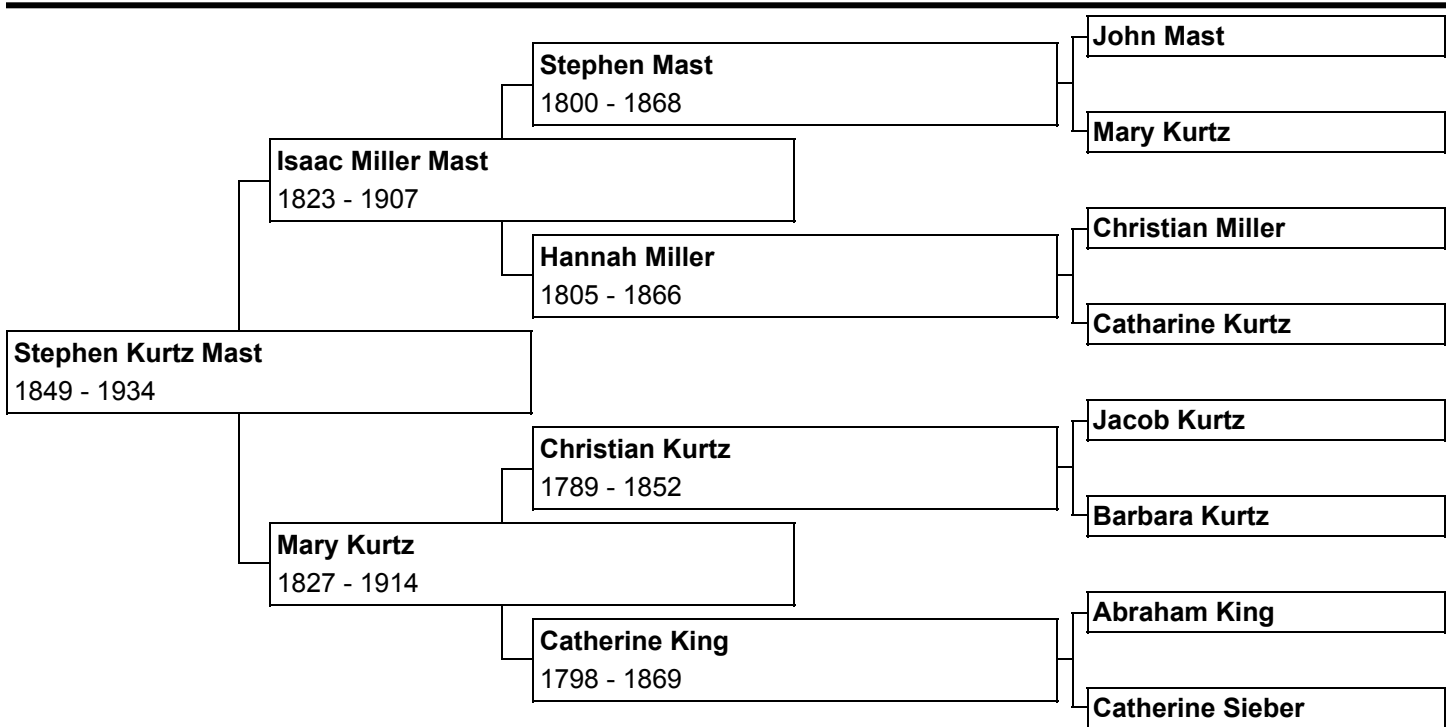 John Mast
Stephen Mast
1800 - 1868
Mary Kurtz
Isaac Miller Mast
1823 - 1907
Christian Miller
Hannah Miller
1805 - 1866
Catharine Kurtz
Stephen Kurtz Mast
1849 - 1934
Jacob Kurtz
Christian Kurtz
1789 - 1852
Barbara Kurtz
Mary Kurtz
1827 - 1914
Abraham King
Catherine King
1798 - 1869
Catherine Sieber